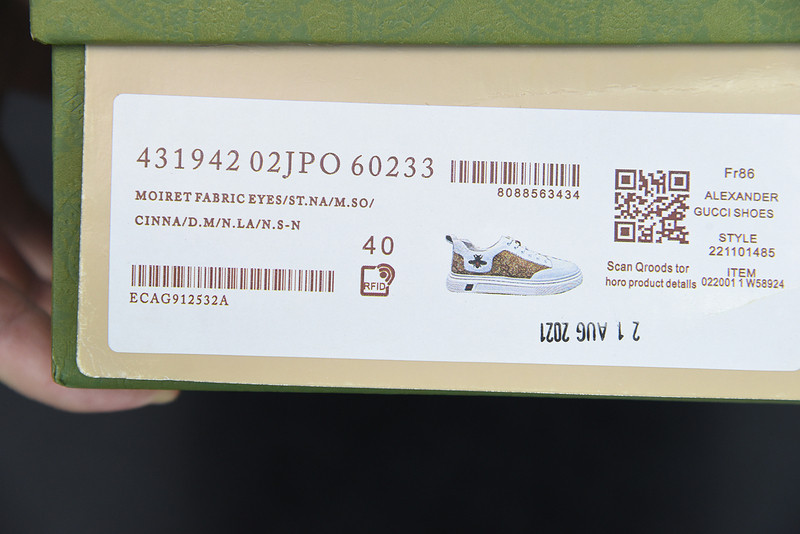 431942 02JPO 60233
MOIRET FABRIC EYES/ST.NA/M.SO/
CINNA/D.M/N.LA/N.S-N
40
RFID
ECAG912532A
8088563434
Fr86
ALEXANDER
GUCCI SHOES
STYLE
221101485
Scan Qroods tor
horo product details
ITEM
022001 1 W58924
2 1 AUG 2021